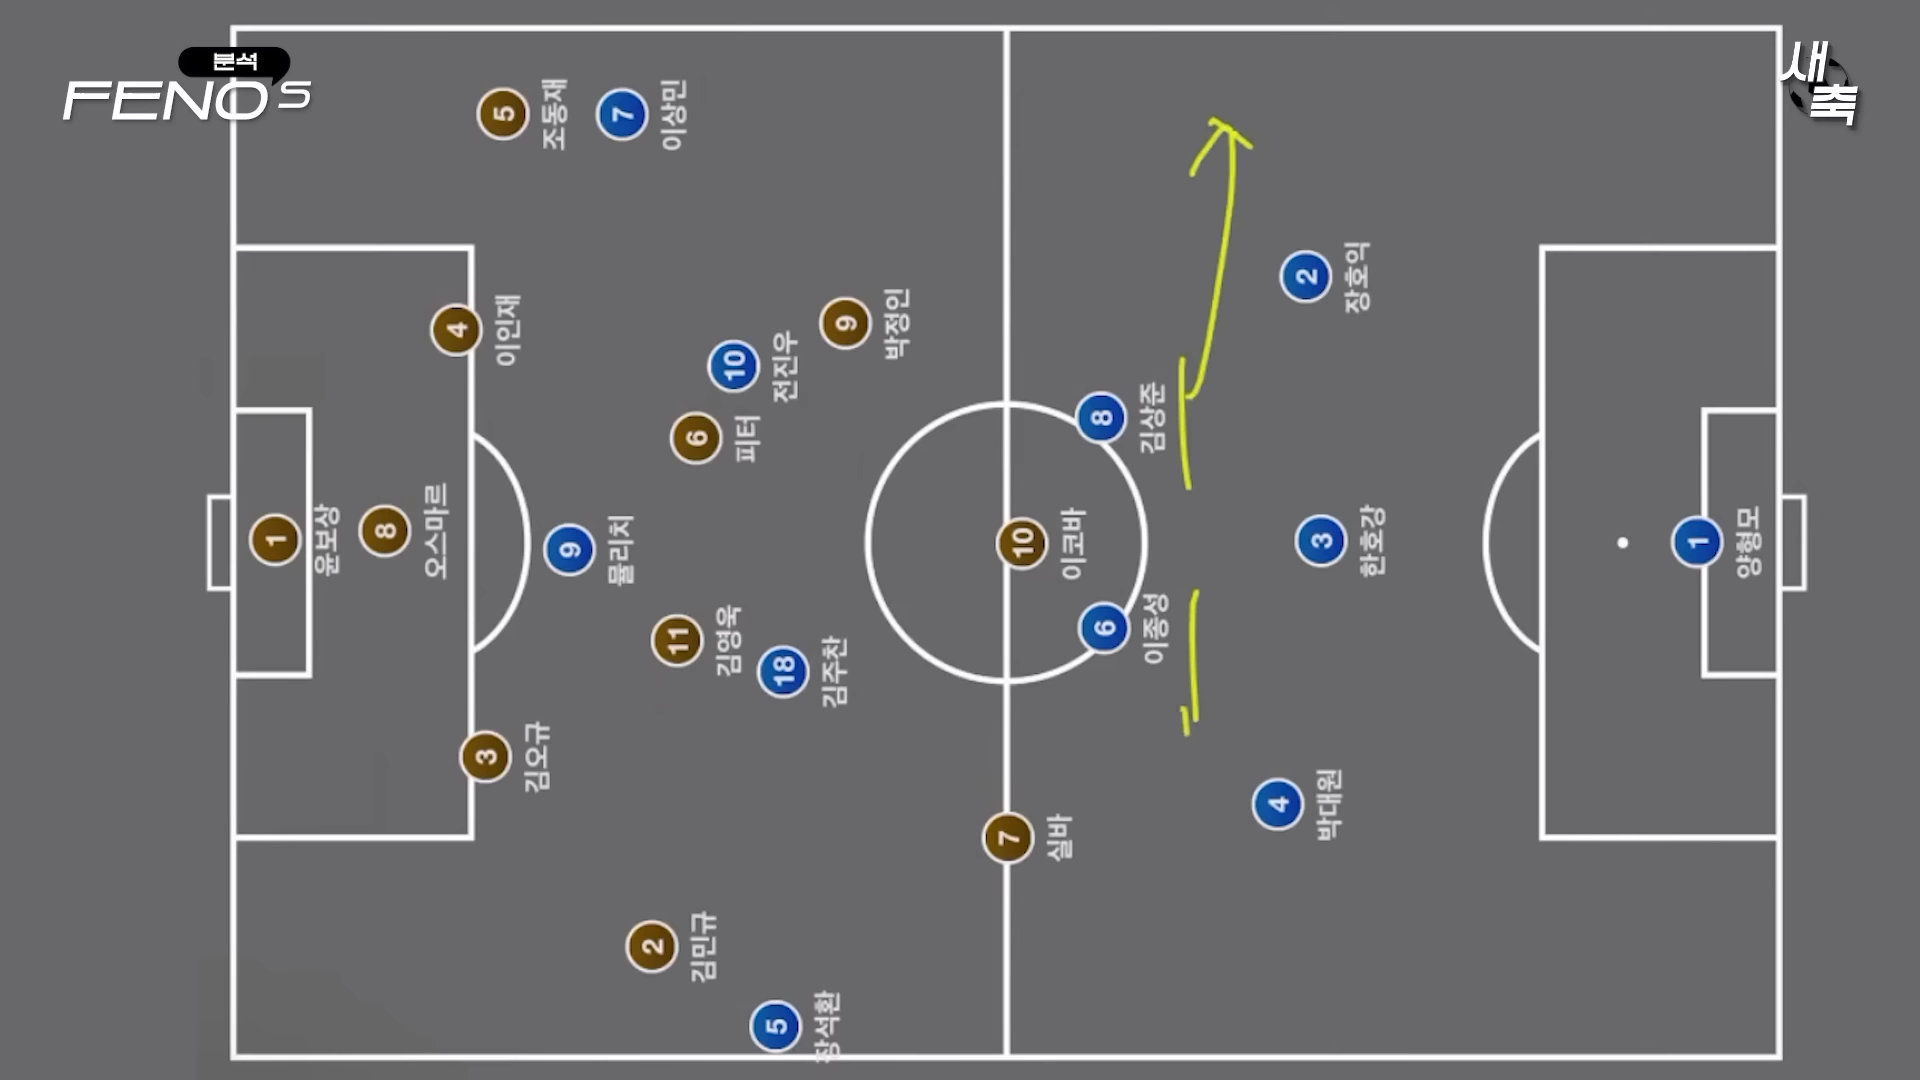 분석
FENOS
새축
5
조동재
7
이상민
2
장호익
4
이인재
9
박정인
10
전진우
8
김상준
6
피터
1
윤보상
8
오스마르
9
뮬리치
10
이코바
3
한호강
1
양형모
11
김영욱
18
김주찬
6
이종성
3
김오규
7
실바
4
박대원
2
김민규
5
장석환